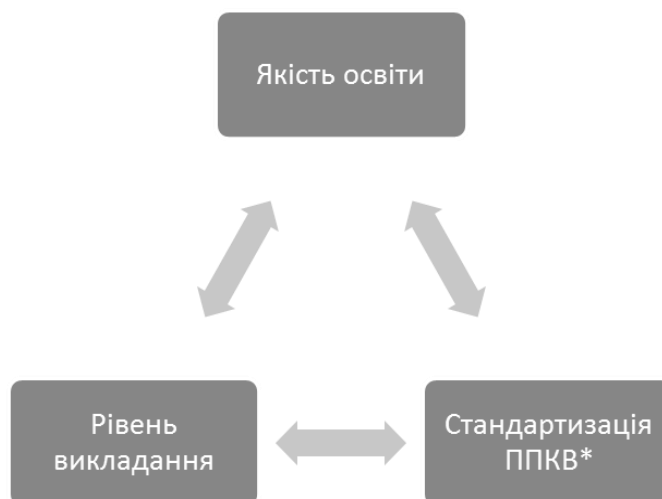 Якість освіти
Рівень
викладання
Стандартизація
ППКВ*